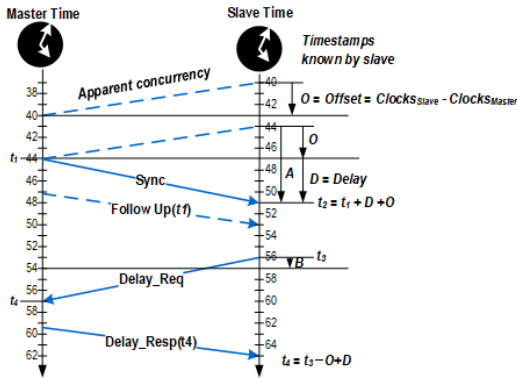 Master Time
Slave Time
Timestamps
known by slave
Apparent concurrency
38
40
t1
44
46
48
50
52
54
56
t4
58
60
62
40
42
44
46
48
50
52
54
56
58
60
62
64
O = Offset = ClocksSlave - ClocksMaster
O
A
D = Delay
Sync
t2 = t1 + D +O
Follow Up(t1)
t3
B
Delay_Req
Delay_Resp(t4)
t4 = t3 – O+D